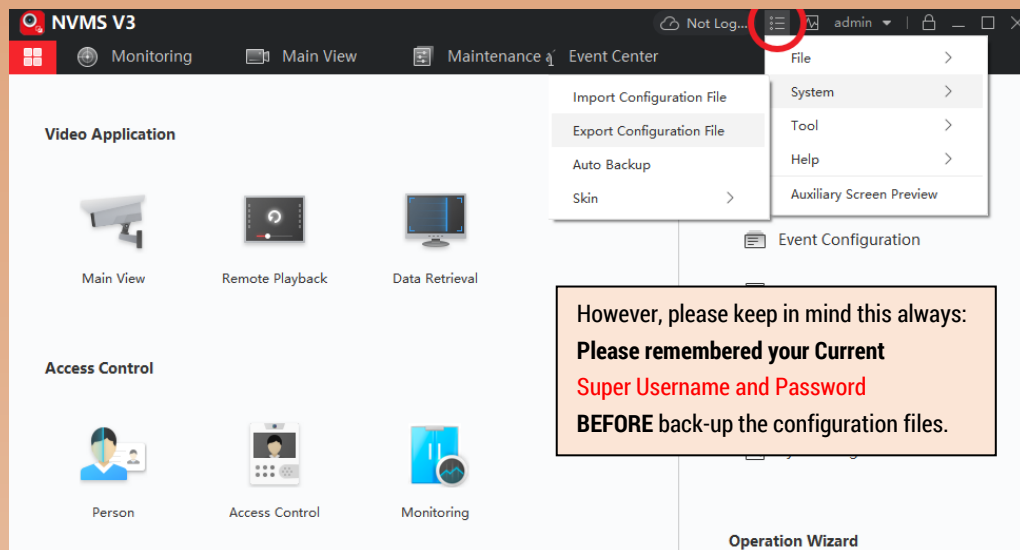 NVMS V3
Not Log...
admin
Monitoring
Main View
Maintenance
Event Center
File
System
Tool
Help
Auxiliary Screen Preview
Import Configuration File
Export Configuration File
Auto Backup
Skin
Video Application
Main View
Remote Playback
Data Retrieval
Event Configuration
However, please keep in mind this always:
Please remembered your Current
Super Username and Password
BEFORE back-up the configuration files.
Access Control
Person
Access Control
Monitoring
Operation Wizard